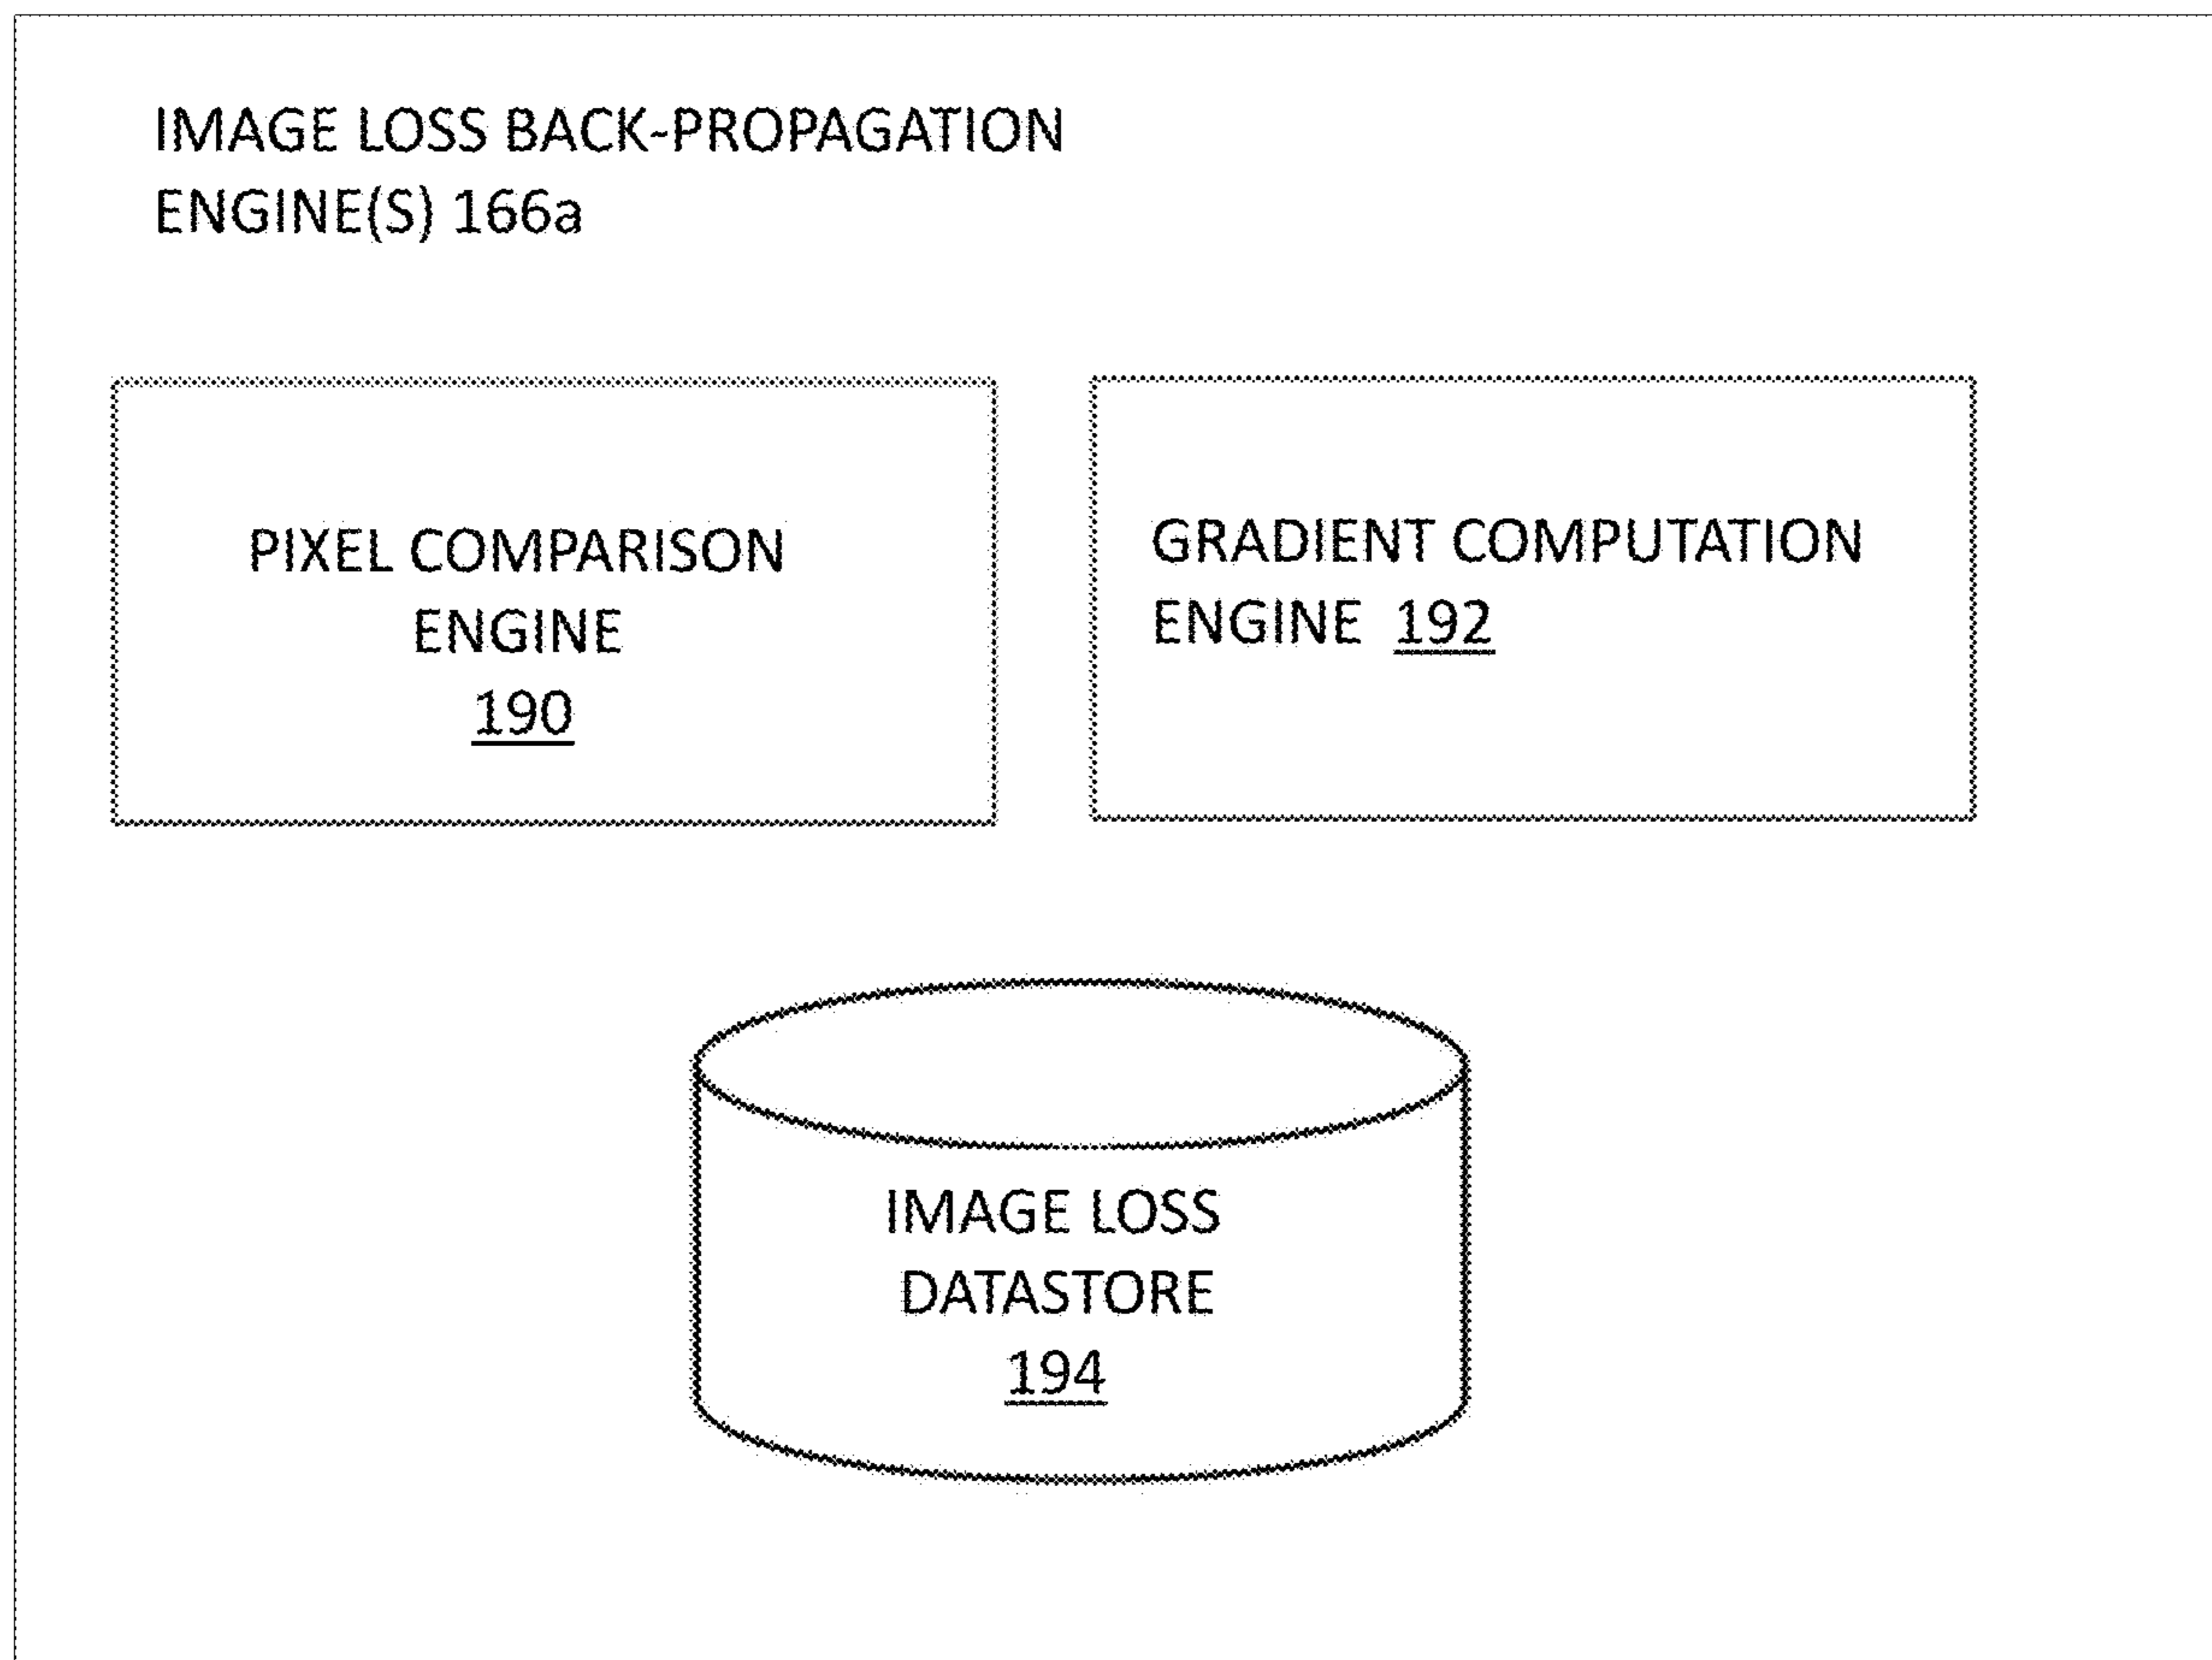 IMAGE LOSS BACK-PROPAGATION
ENGINE(S) 166a
PIXEL COMPARISON
ENGINE
190
GRADIENT COMPUTATION
ENGINE 192
IMAGE LOSS
DATASTORE
194